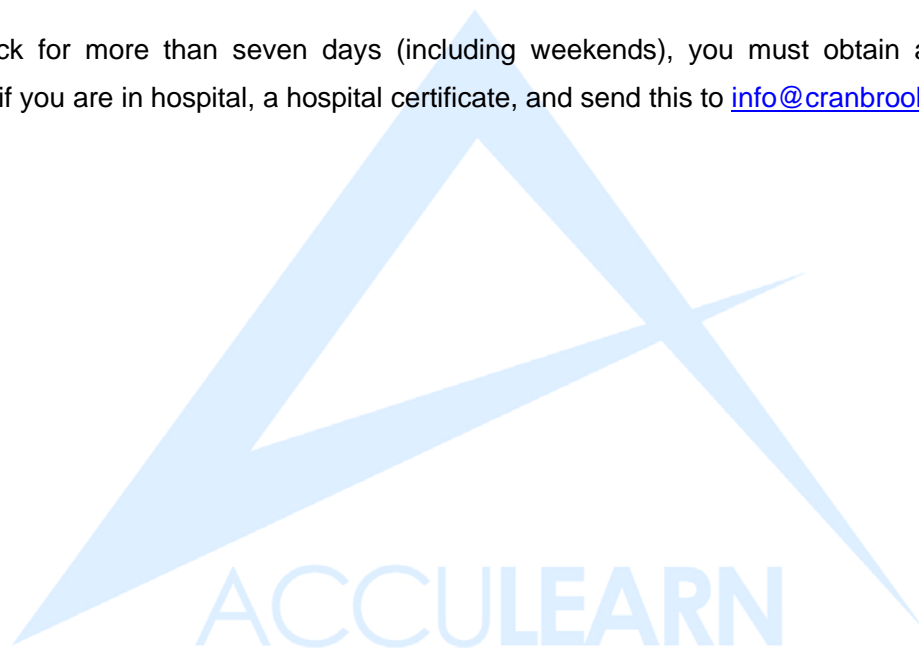 ck for more than seven days (including weekends), you must obtain a
if you are in hospital, a hospital certificate, and send this to info@cranbrool
ACCULEARN